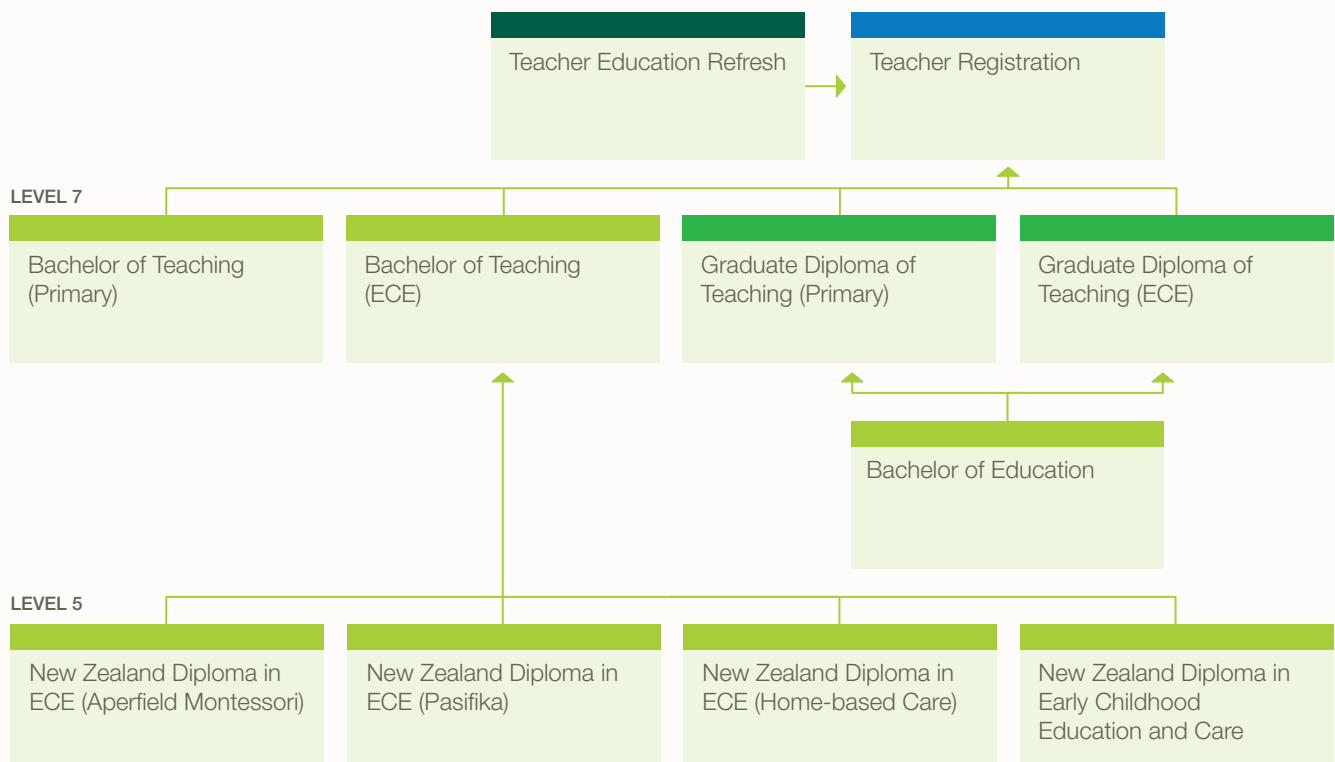 Teacher Education Refresh
Teacher Registration
LEVEL 7
Bachelor of Teaching
(Primary)
Bachelor of Teaching
(ECE)
Graduate Diploma of
Teaching (Primary)
Graduate Diploma of
Teaching (ECE)
Bachelor of Education
LEVEL 5
New Zealand Diploma in
ECE (Aperfield Montessori)
New Zealand Diploma in
ECE (Pasifika)
New Zealand Diploma in
ECE (Home-based Care)
New Zealand Diploma in
Early Childhood
Education and Care